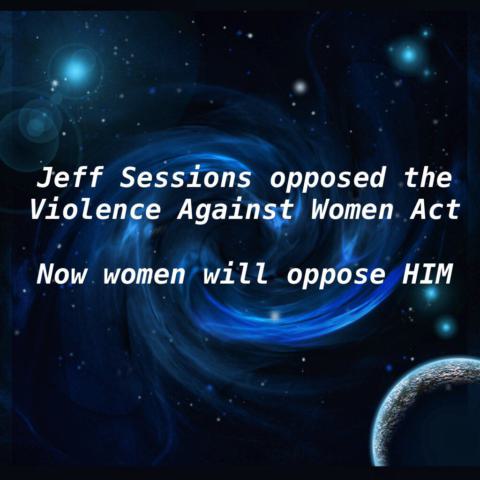 Jeff Sessions opposed the
Violence Against Women Act
Now women will oppose HIM